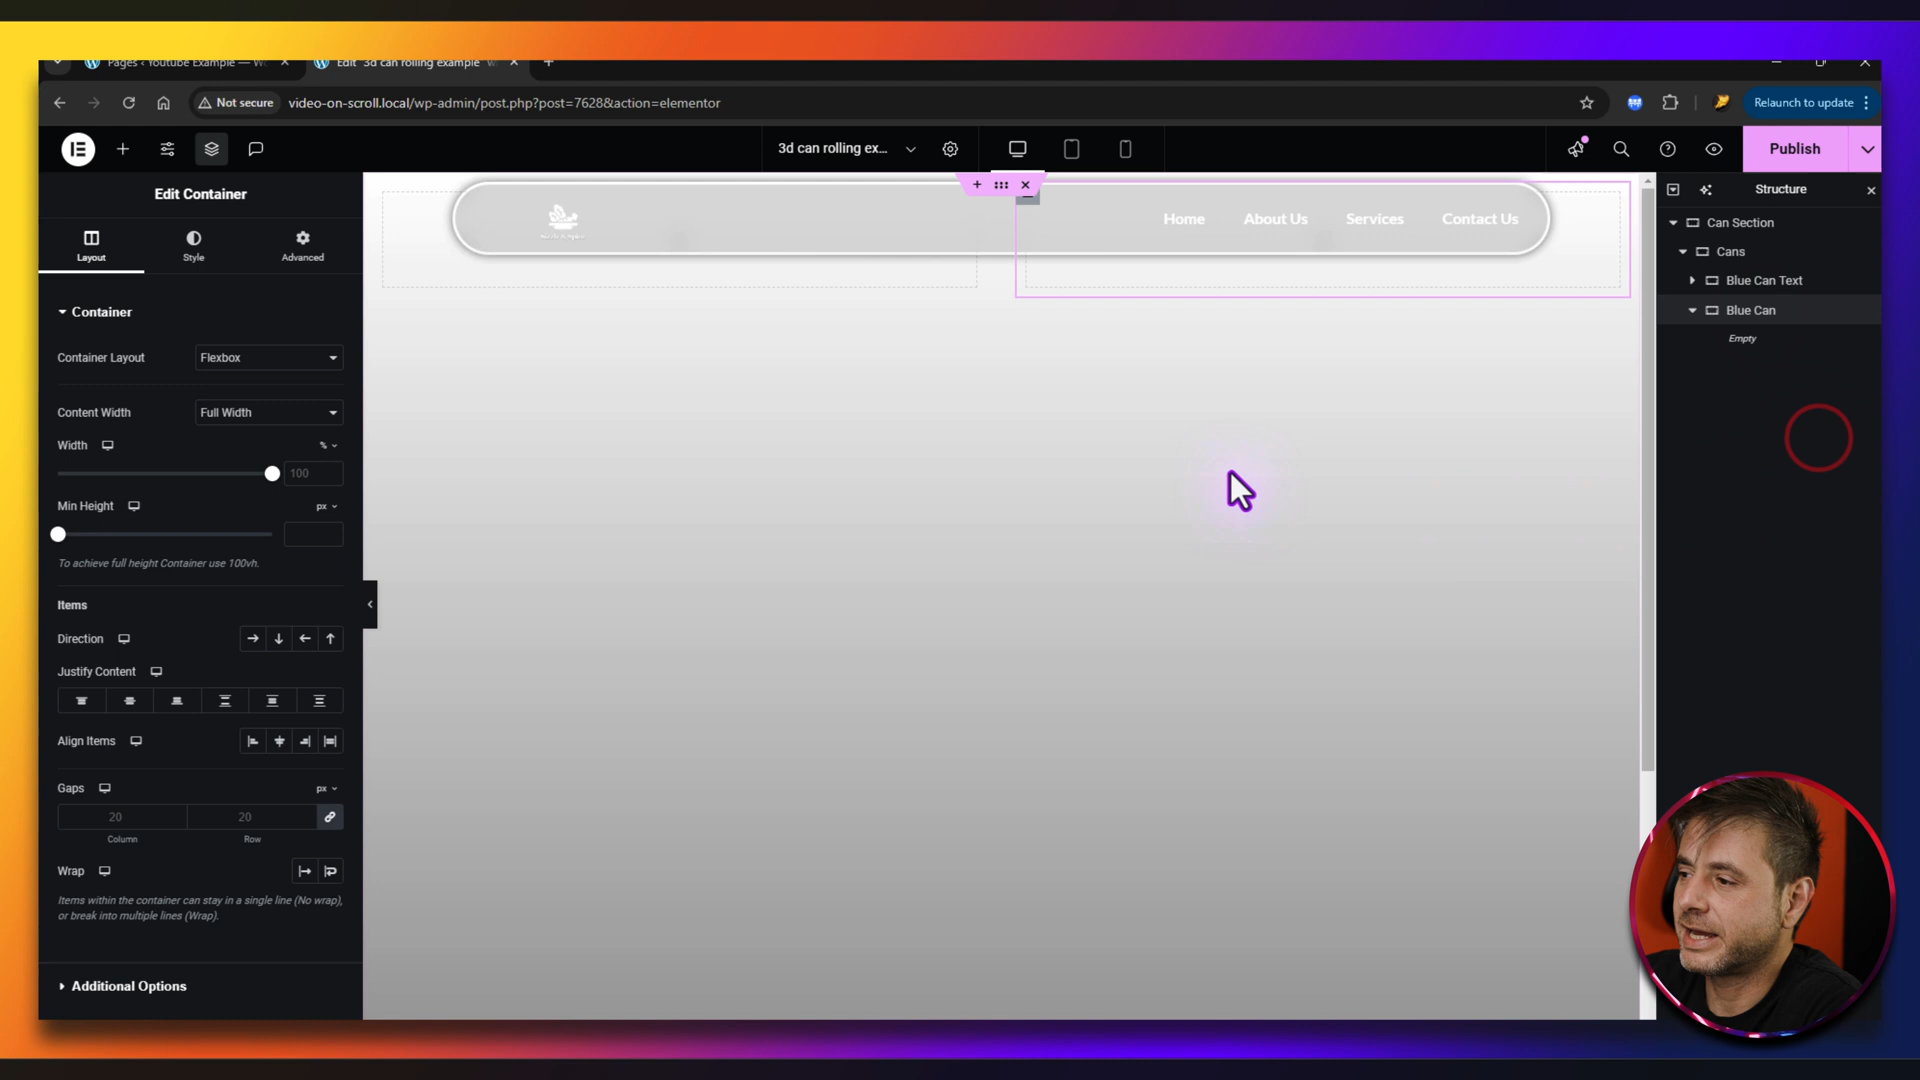 Pages ‹ Youtube Example — W
Edit "3d can rolling example" W
Not secure
video-on-scroll.local/wp-admin/post.php?post=7628&action=elementor
Relaunch to update
3d can rolling ex...
Publish
Edit Container
Layout
Style
Advanced
Container
Container Layout
Flexbox
Content Width
Full Width
Width
%
100
Min Height
px
To achieve full height Container use 100vh.
Items
Direction
Justify Content
Align Items
Gaps
px
20
20
Column
Row
Wrap
Items within the container can stay in a single line (No wrap),
or break into multiple lines (Wrap).
Additional Options
Home
About Us
Services
Contact Us
Structure
Can Section
Cans
Blue Can Text
Blue Can
Empty